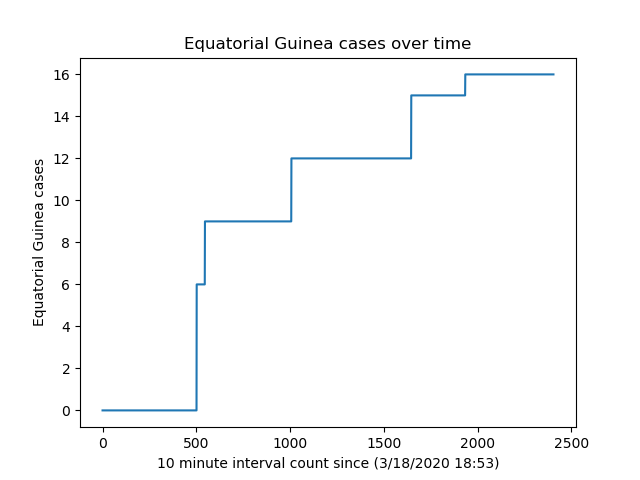 Equatorial Guinea cases over time
16
14
12
10
8
6
4
2
0
Equatorial Guinea cases
0 500 1000 1500 2000 2500
10 minute interval count since (3/18/2020 18:53)